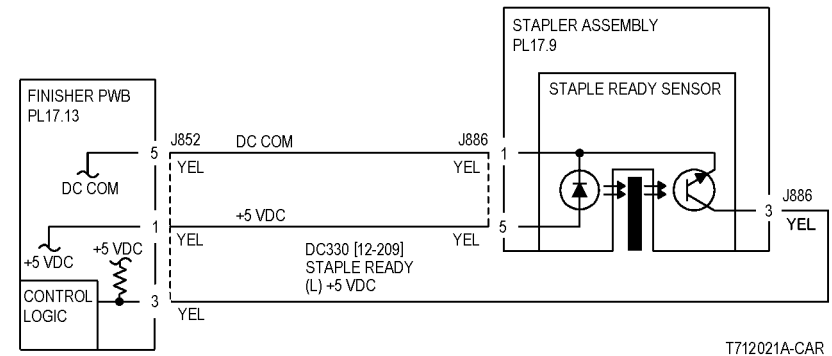 STAPLER ASSEMBLY
PL17.9
FINISHER PWB
PL17.13
STAPLE READY SENSOR
5
J852
DC COM
J886
1
YEL
YEL
DC COM
J886
3
YEL
1
+5 VDC
5
YEL
YEL
+5 VDC
+5 VDC
DC330 [12-209]
STAPLE READY
(L) +5 VDC
CONTROL
LOGIC
3
YEL
T712021A-CAR